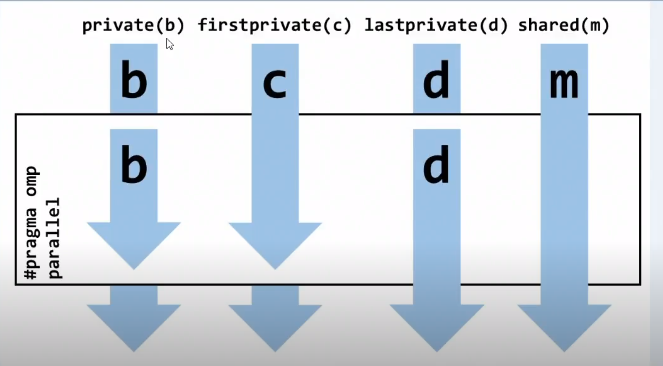 private(b) firstprivate(c) lastprivate(d) shared(m)
b c d m
b d
#pragma omp
parallel